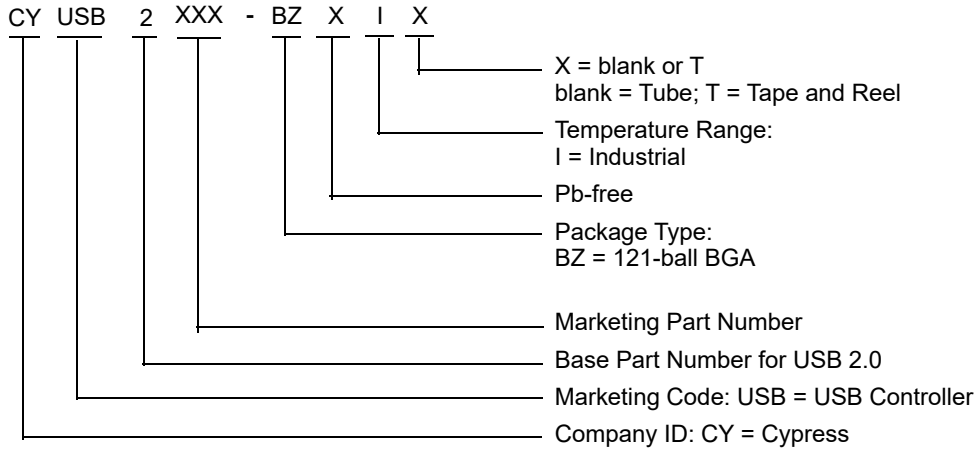 CY USB 2 XXX - BZ X I X
X = blank or T
blank = Tube; T = Tape and Reel
Temperature Range:
I = Industrial
Pb-free
Package Type:
BZ = 121-ball BGA
Marketing Part Number
Base Part Number for USB 2.0
Marketing Code: USB = USB Controller
Company ID: CY = Cypress